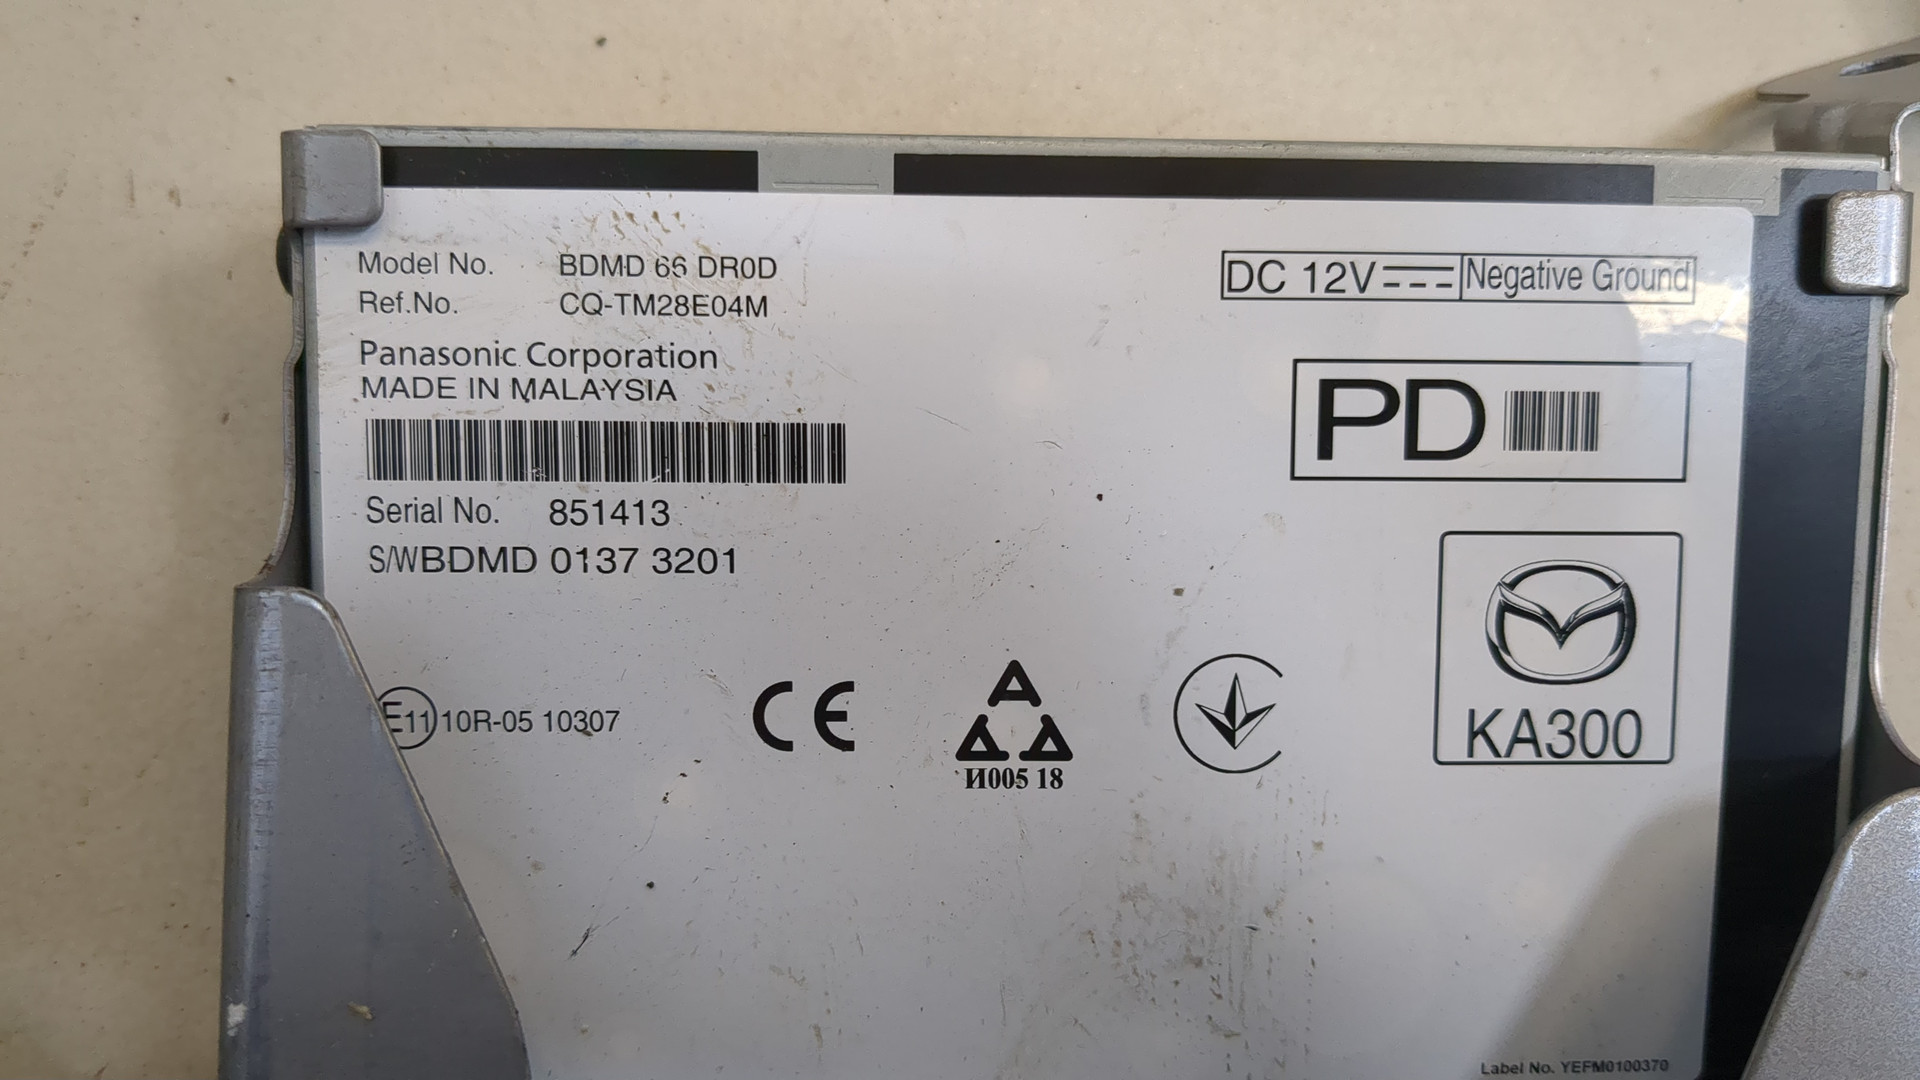 Model No. BDMD 66 DR0D
Ref.No. CQ-TM28E04M
Panasonic Corporation
MADE IN MALAYSIA
Serial No. 851413
S/WBDMD 0137 3201
DC 12V Negative Ground
PD
KA300
E11 10R-05 10307
CE
И005 18
Label No. YEFM0100370